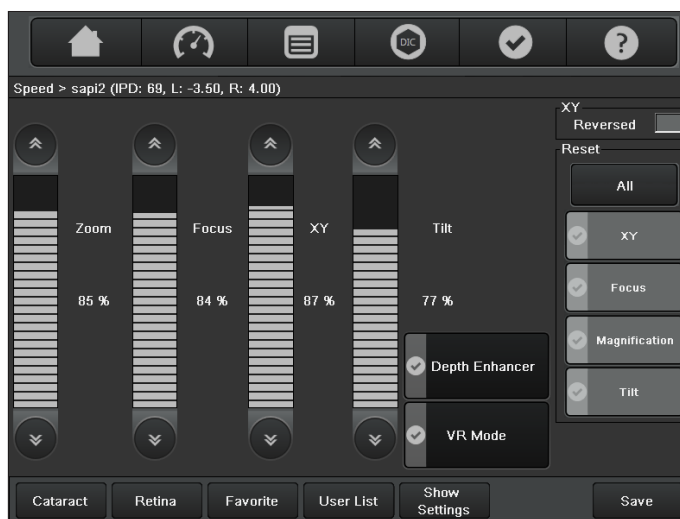 DIC
?
Speed > sapi2 (IPD: 69, L: -3.50, R: 4.00)
XY
Reversed
Reset
All
Zoom
Focus
XY
Tilt
XY
85 %
84 %
87 %
77 %
Focus
Magnification
Depth Enhancer
Tilt
VR Mode
Cataract
Retina
Favorite
User List
Show
Settings
Save